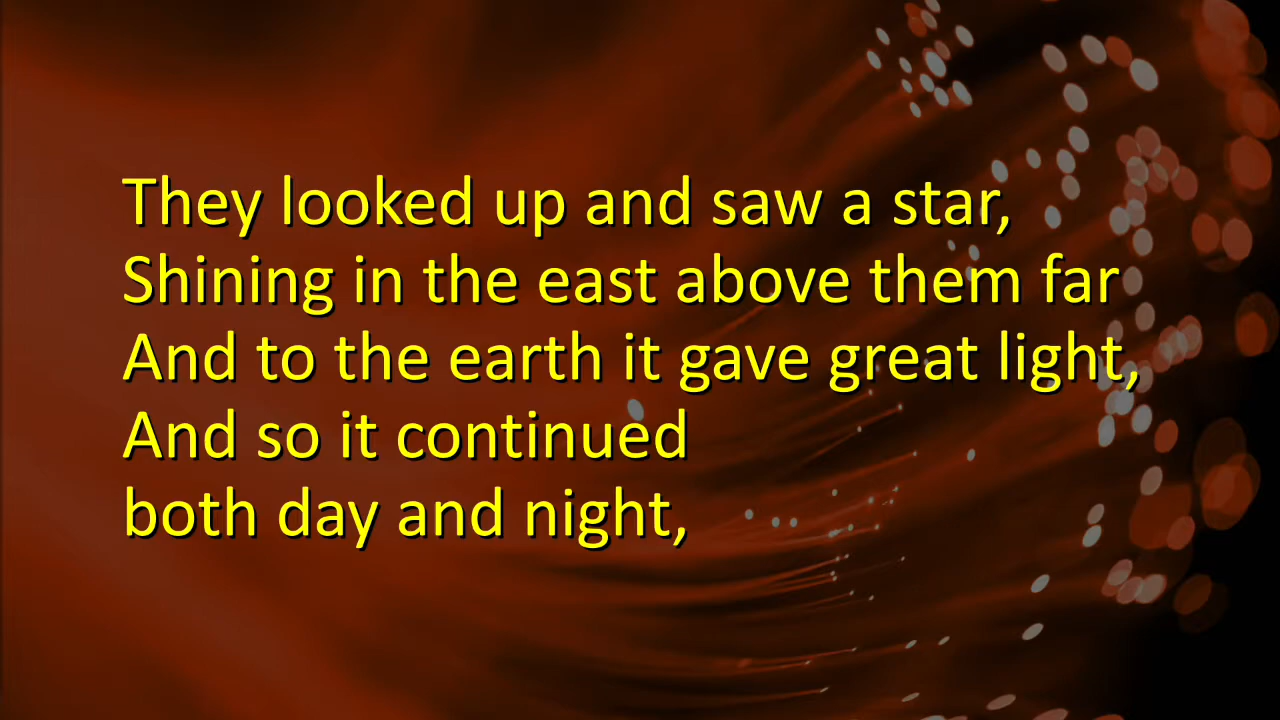 They looked up and saw a star,
Shining in the east above them far
And to the earth it gave great light,
And so it continued
both day and night,